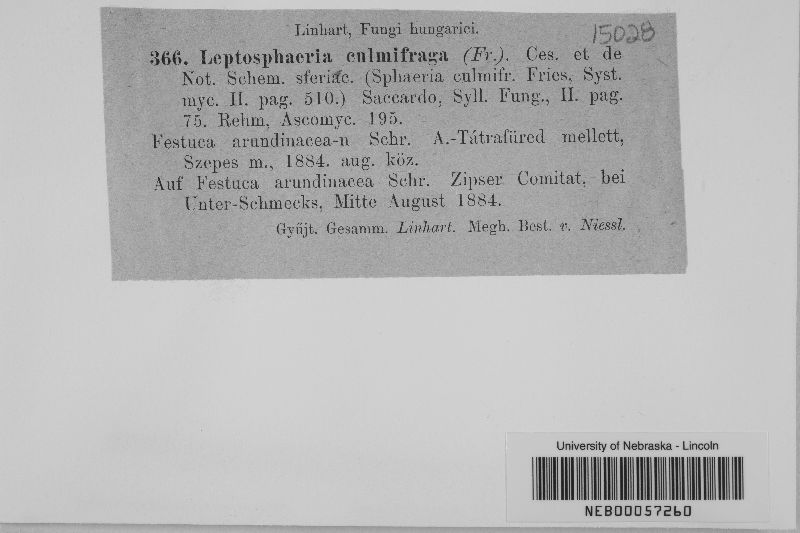 Linhart, Fungi hungarici.
15028
366. Leptosphaeria culmifraga (Fr.). Ces. et de
Not. Schem. sferiac. (Sphaeria culmifr. Fries, Syst.
myc. II. pag. 510.) Saccardo, Syll. Fung., II. pag.
75. Rehm, Ascomyc. 195.
Festuca arundinacea-n Schr. A.-Tátrafüred mellett,
Szepes m., 1884. aug. köz.
Auf Festuca arundinacea Schr. Zipser Comitat, bei
Unter-Schmecks, Mitte August 1884.
Gyűjt. Gesamm. Linhart. Megh. Best. v. Niessl.
University of Nebraska - Lincoln
NEB00057260